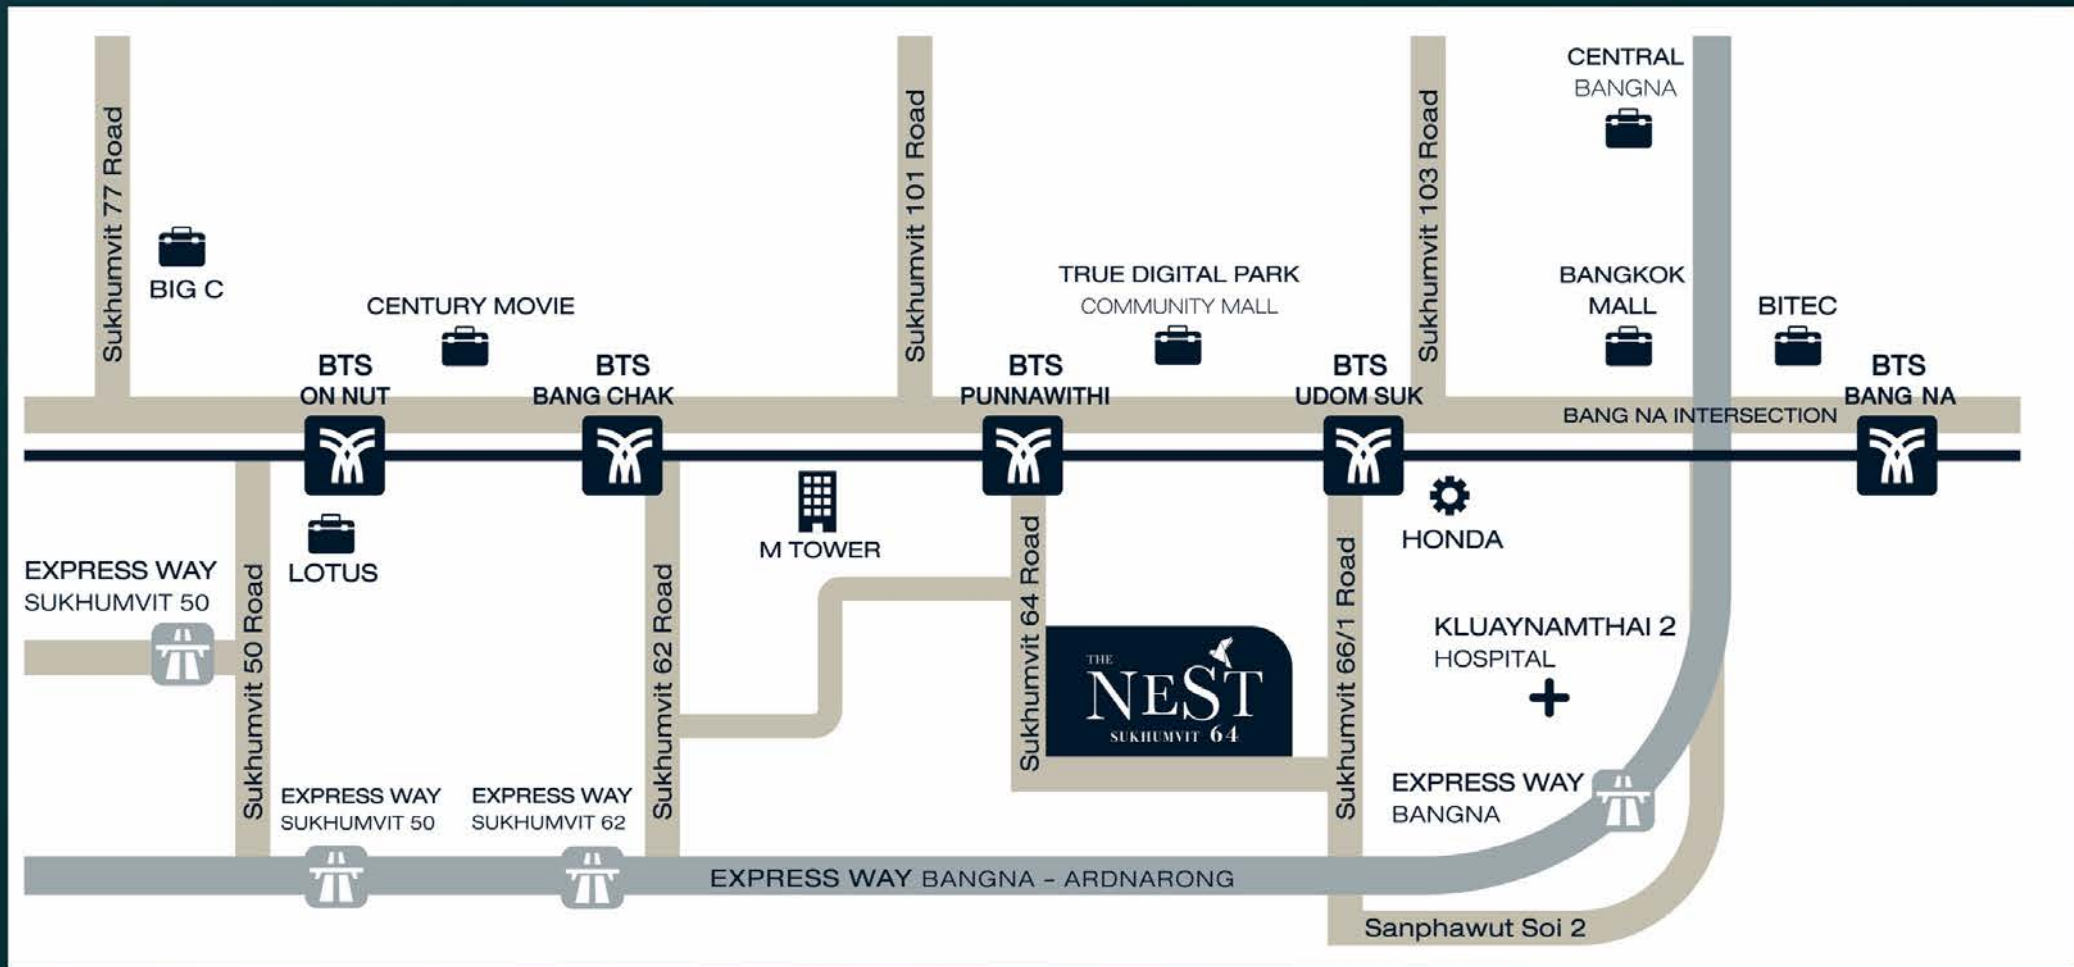 CENTRAL
BANGNA
Sukhumvit 77 Road
Sukhumvit 101 Road
Sukhumvit 103 Road
BIG C
CENTURY MOVIE
TRUE DIGITAL PARK
COMMUNITY MALL
BANGKOK
MALL
BITEC
BTS
ON NUT
BTS
BANG CHAK
BTS
PUNNAWITHI
BTS
UDOM SUK
BTS
BANG NA
BANG NA INTERSECTION
LOTUS
M TOWER
HONDA
EXPRESS WAY
SUKHUMVIT 50
Sukhumvit 50 Road
Sukhumvit 62 Road
Sukhumvit 64 Road
Sukhumvit 66/1 Road
THE
NEST
SUKHUMVIT 64
KLUAYNAMTHAI 2
HOSPITAL
EXPRESS WAY
SUKHUMVIT 50
EXPRESS WAY
SUKHUMVIT 62
EXPRESS WAY
BANGNA
EXPRESS WAY BANGNA - ARDNARONG
Sanphawut Soi 2